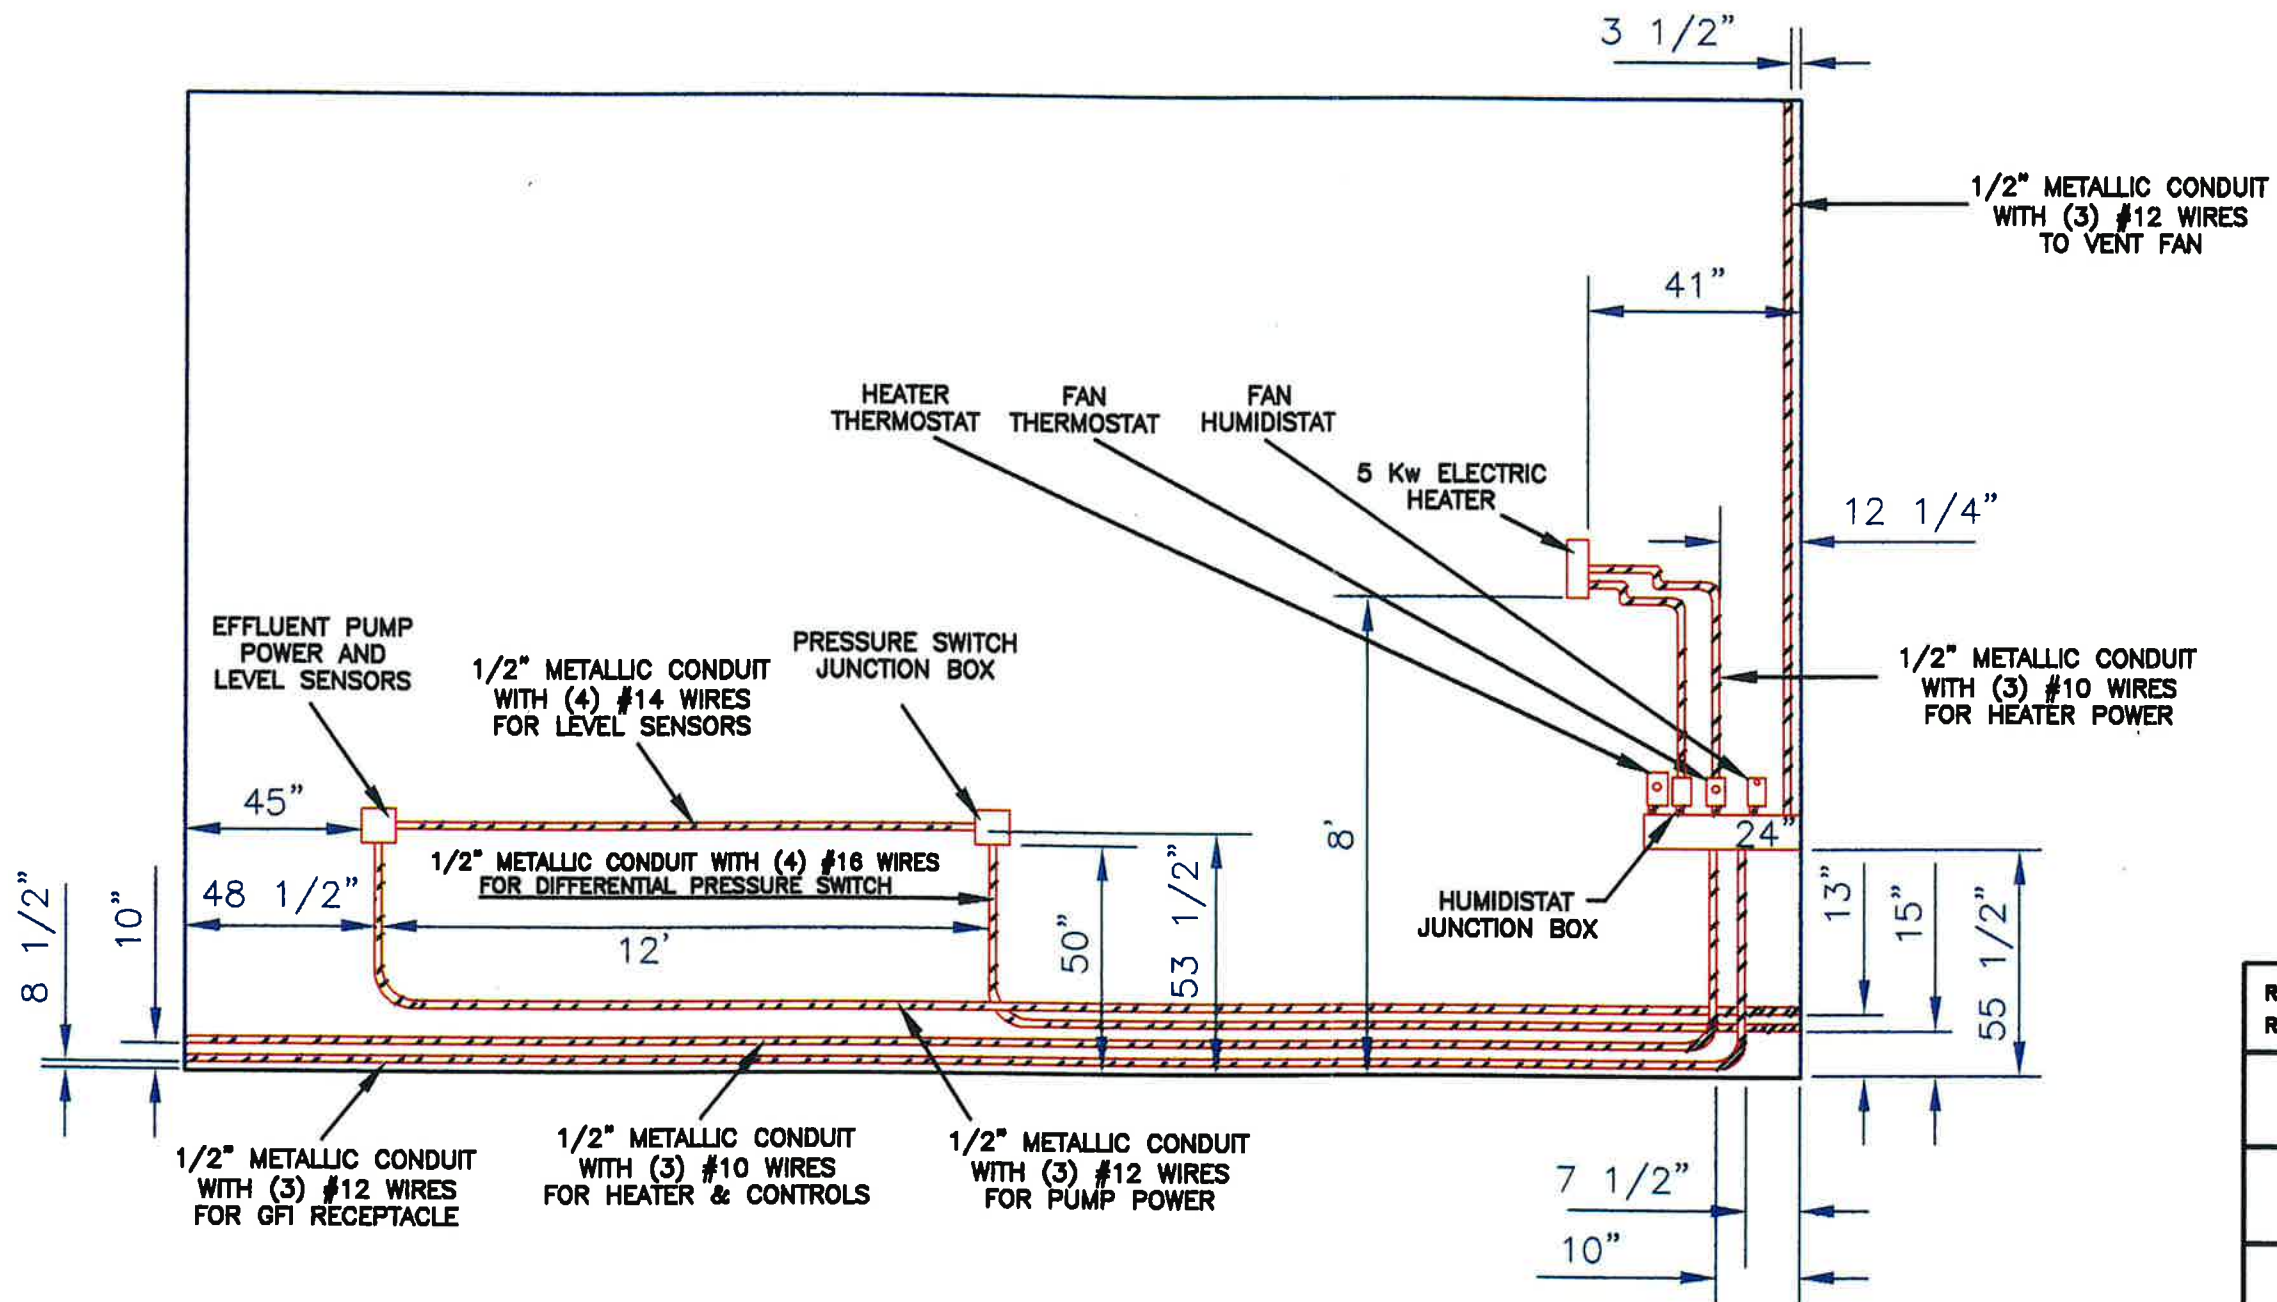 3 1/2"
1/2" METALLIC CONDUIT
WITH (3) #12 WIRES
TO VENT FAN
41"
HEATER
THERMOSTAT
FAN
THERMOSTAT
FAN
HUMIDISTAT
5 Kw ELECTRIC
HEATER
12 1/4"
EFFLUENT PUMP
POWER AND
LEVEL SENSORS
1/2" METALLIC CONDUIT
WITH (4) #14 WIRES
FOR LEVEL SENSORS
PRESSURE SWITCH
JUNCTION BOX
1/2" METALLIC CONDUIT
WITH (3) #10 WIRES
FOR HEATER POWER
45"
8'
24"
1/2" METALLIC CONDUIT WITH (4) #16 WIRES
FOR DIFFERENTIAL PRESSURE SWITCH
48 1/2"
12'
8 1/2"
10"
50"
53 1/2"
HUMIDISTAT
JUNCTION BOX
13"
15"
55 1/2"
R
R
1/2" METALLIC CONDUIT
WITH (3) #12 WIRES
FOR GFI RECEPTACLE
1/2" METALLIC CONDUIT
WITH (3) #10 WIRES
FOR HEATER & CONTROLS
1/2" METALLIC CONDUIT
WITH (3) #12 WIRES
FOR PUMP POWER
7 1/2"
10"